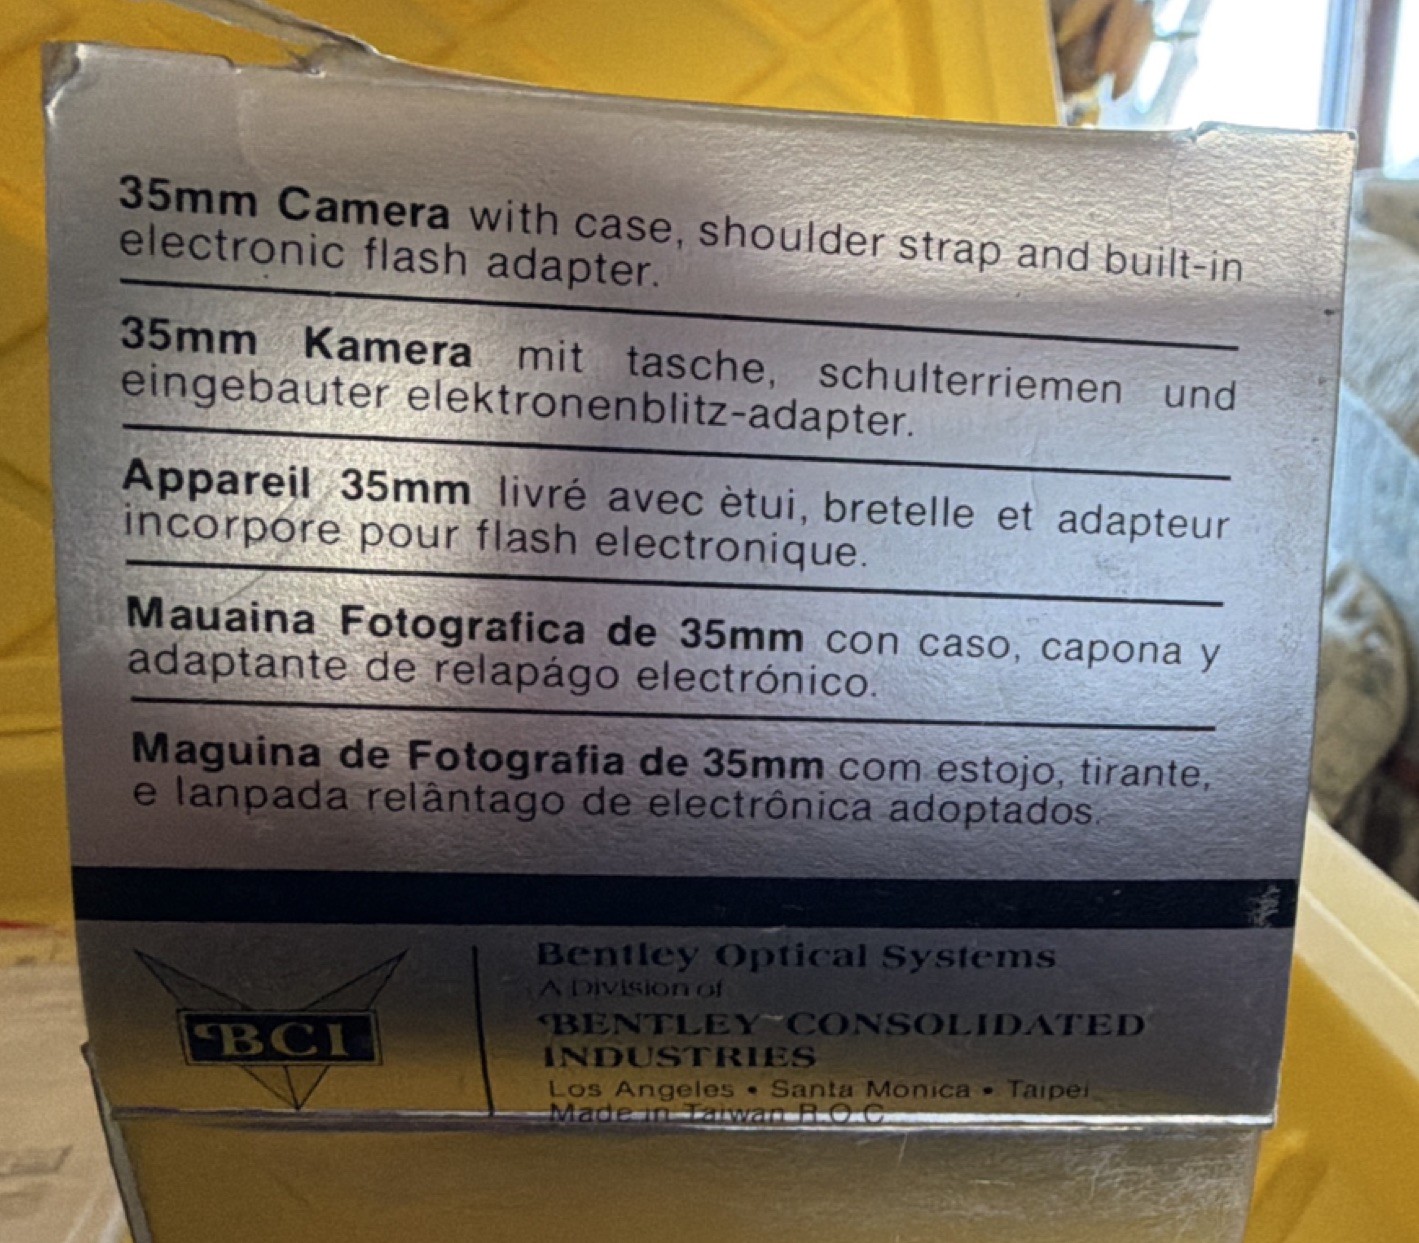 35mm Camera with case, shoulder strap and built-in
electronic flash adapter.
35mm Kamera mit tasche, schulterriemen und
eingebauter elektronenblitz-adapter.
Appareil 35mm livré avec ètui, bretelle et adapteur
incorpore pour flash electronique.
Mauaina Fotografica de 35mm con caso, capona y
adaptante de relapágo electrónico.
Maguina de Fotografia de 35mm com estojo, tirante,
e lanpada relântago de electrônica adoptados.
BCI
Bentley Optical Systems
A Division of
BENTLEY CONSOLIDATED
INDUSTRIES
Los Angeles • Santa Monica • Taipei
Made in Taiwan R.O.C